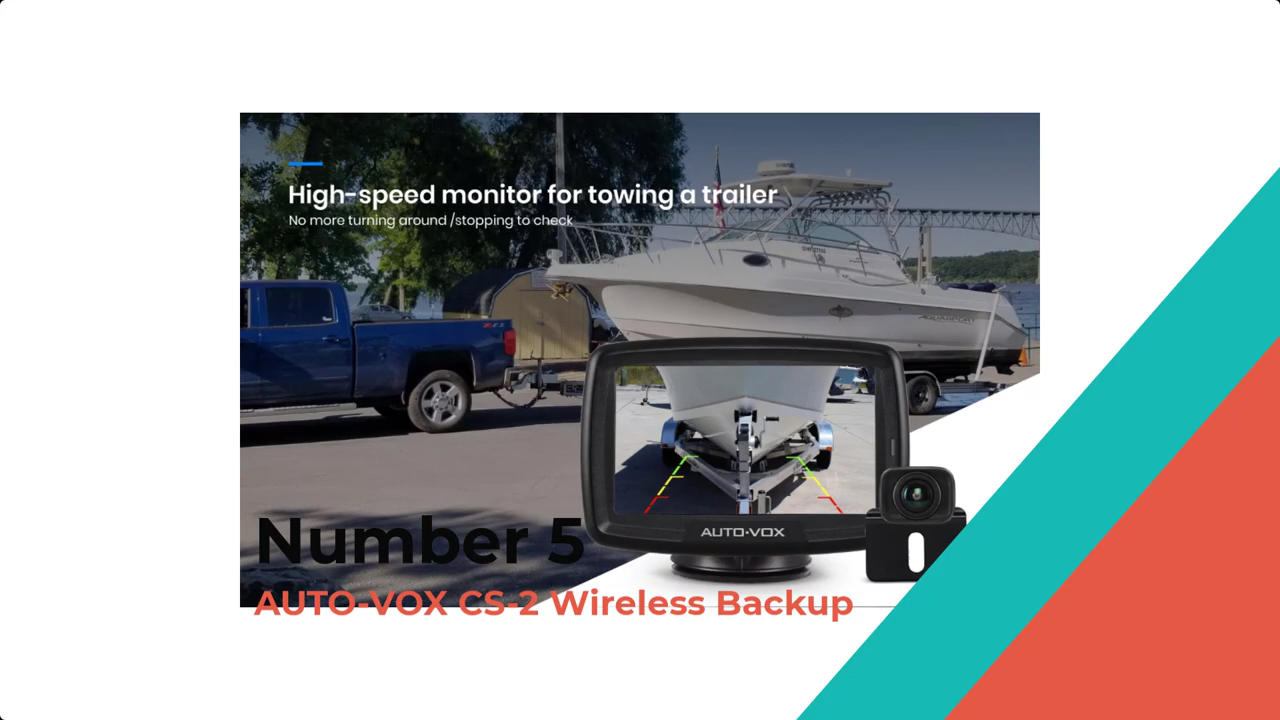 High-speed monitor for towing a trailer
No more turning around /stopping to check
AUTO-VOX
Number 5
AUTO-VOX CS-2 Wireless Backup